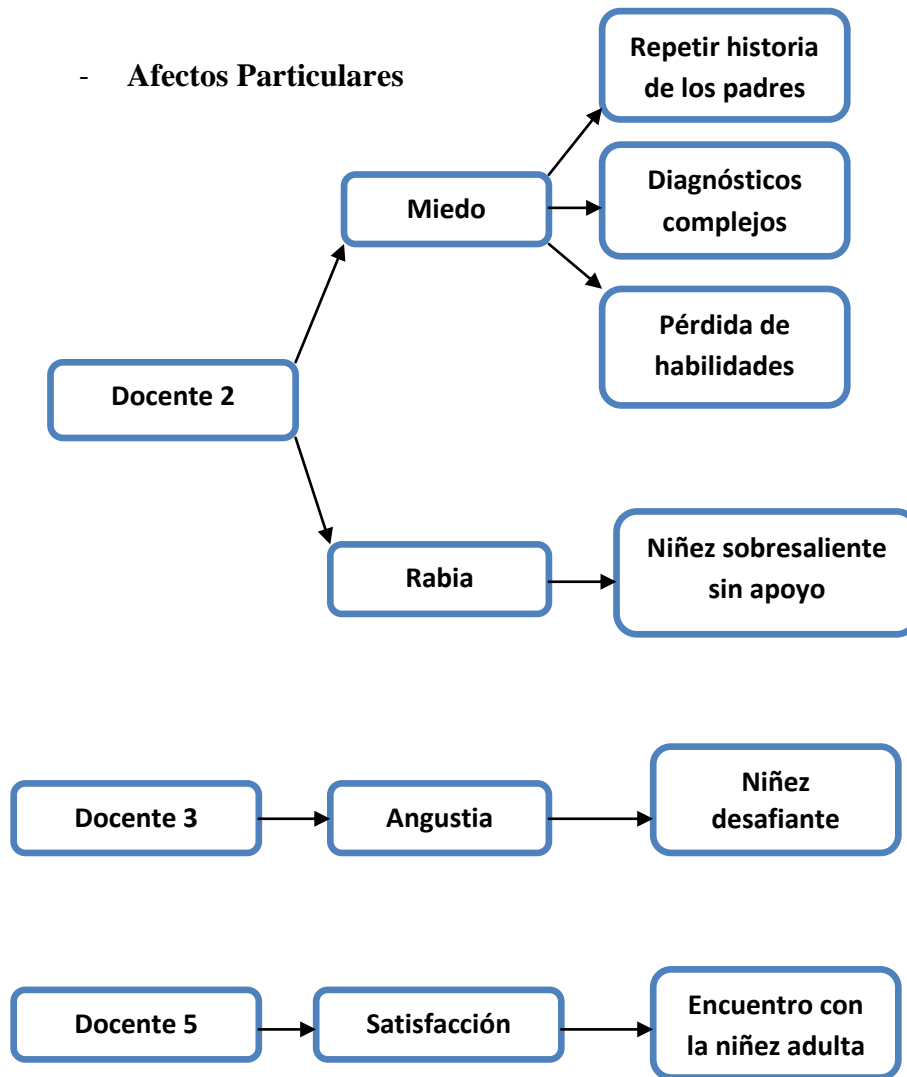 - Afectos Particulares
Repetir historia
de los padres
Miedo
Diagnósticos
complejos
Pérdida de
habilidades
Docente 2
Rabia
Niñez sobresaliente
sin apoyo
Docente 3
Angustia
Niñez
desafiante
Docente 5
Satisfacción
Encuentro con
la niñez adulta